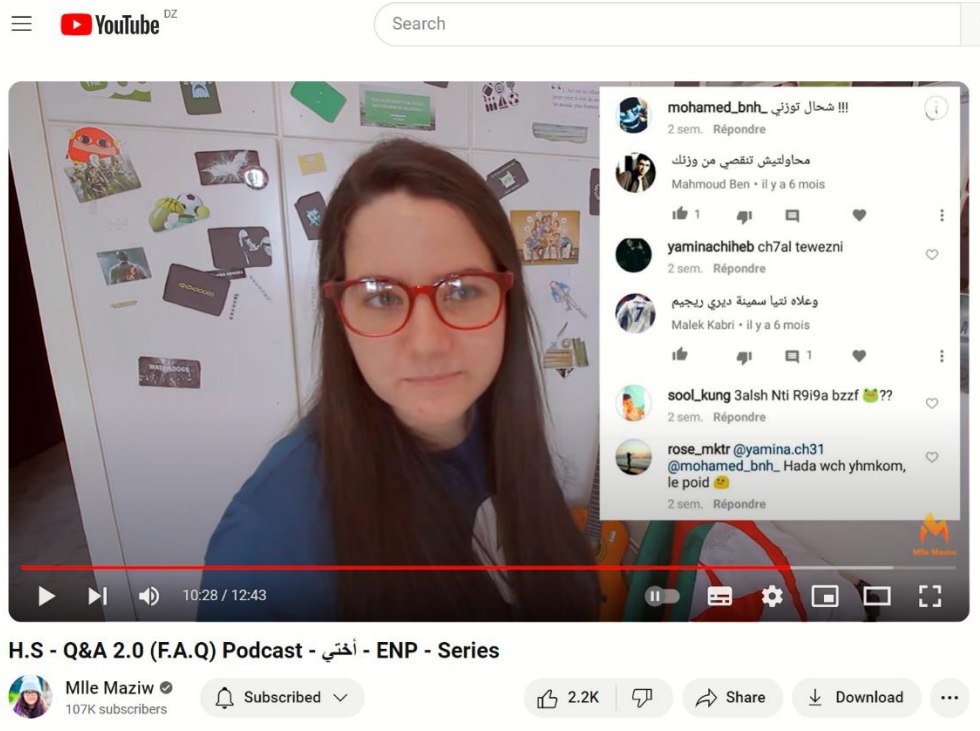 YouTube DZ
Search
mohamed_bnh_ شحال توزني !!!
2 sem. Répondre
محاولتيش تنقصي من وزنك
Mahmoud Ben • il y a 6 mois
1
yaminachiheb ch7al tewezni
2 sem. Répondre
وعلاه نتيا سمينة ديري ريجيم
Malek Kabri • il y a 6 mois
1
sool_kung 3alsh Nti R9i9a bzzf 🐸??
2 sem. Répondre
rose_mktr @yamina.ch31
@mohamed_bnh_ Hada wch yhmkom,
le poid 🙂
2 sem. Répondre
Mlle Maziw
WATCH DOGS
10:28 / 12:43
H.S - Q&A 2.0 (F.A.Q) Podcast - أختي - ENP - Series
Mlle Maziw
107K subscribers
Subscribed
2.2K
Share
Download